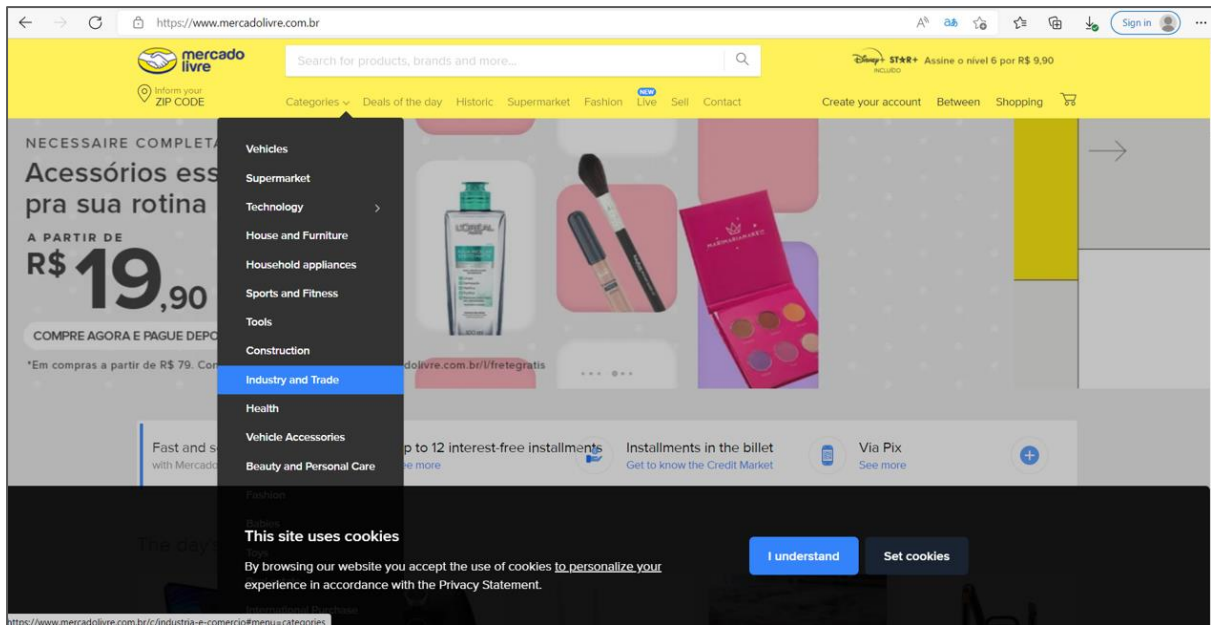 https://www.mercadolivre.com.br
Sign in
mercado
livre
Search for products, brands and more...
Disney+ STAR+ Assine o nível 6 por R$ 9,90
INCLUÍDO
Inform your
ZIP CODE
Categories Deals of the day Historic Supermarket Fashion Live Sell Contact
NEW
Create your account Between Shopping
NECESSAIRE COMPLETA
Acessórios ess
pra sua rotina
A PARTIR DE
R$ 19,90
COMPRE AGORA E PAGUE DEPO
*Em compras a partir de R$ 79. Con
dolivre.com.br/l/fretegratis
Vehicles
Supermarket
Technology
House and Furniture
Household appliances
Sports and Fitness
Tools
Construction
Industry and Trade
Health
Vehicle Accessories
Beauty and Personal Care
Fashion
Babies
Toys
International Purchase
L'ORÉAL
Fast and s
with Mercado
p to 12 interest-free installments
ee more
Installments in the billet
Get to know the Credit Market
Via Pix
See more
The day's
This site uses cookies
By browsing our website you accept the use of cookies to personalize your
experience in accordance with the Privacy Statement.
I understand
Set cookies
https://www.mercadolivre.com.br/c/industria-e-comercio#menu=categories